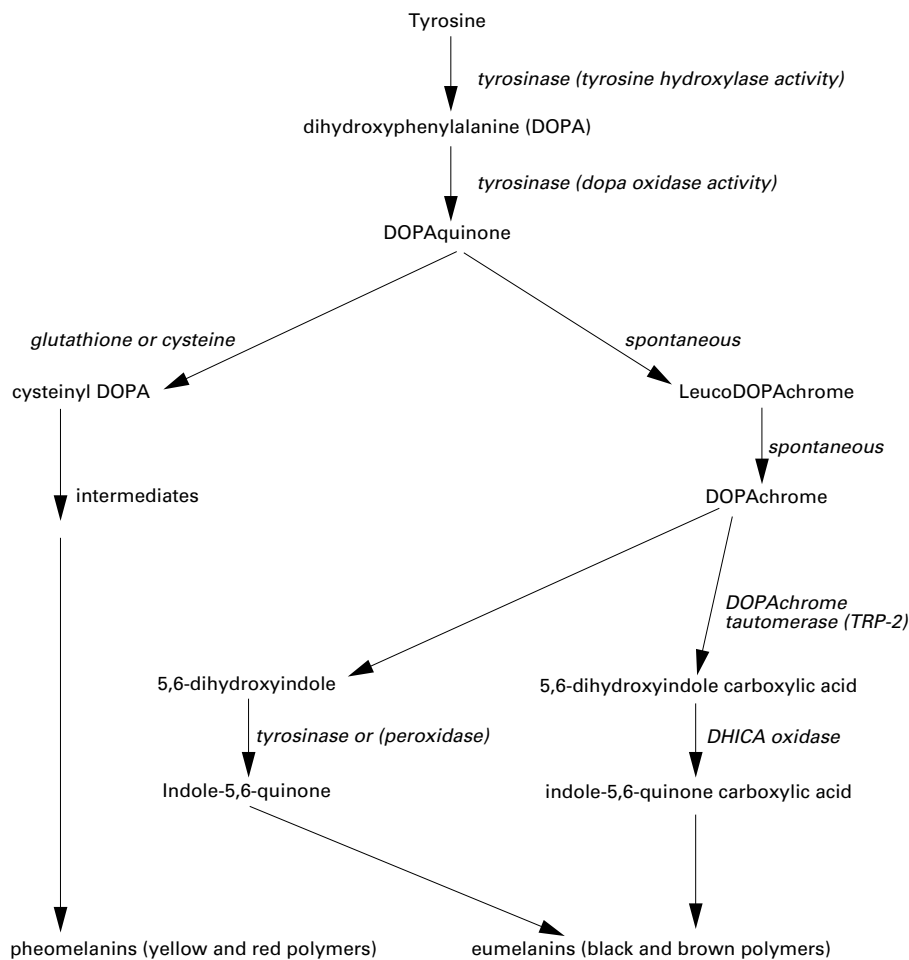 Tyrosine
tyrosinase (tyrosine hydroxylase activity)
dihydroxyphenylalanine (DOPA)
tyrosinase (dopa oxidase activity)
DOPAquinone
glutathione or cysteine
spontaneous
cysteinyl DOPA
LeucoDOPAchrome
spontaneous
intermediates
DOPAchrome
DOPAchrome
tautomerase (TRP-2)
5,6-dihydroxyindole
5,6-dihydroxyindole carboxylic acid
tyrosinase or (peroxidase)
DHICA oxidase
Indole-5,6-quinone
indole-5,6-quinone carboxylic acid
pheomelanins (yellow and red polymers)
eumelanins (black and brown polymers)